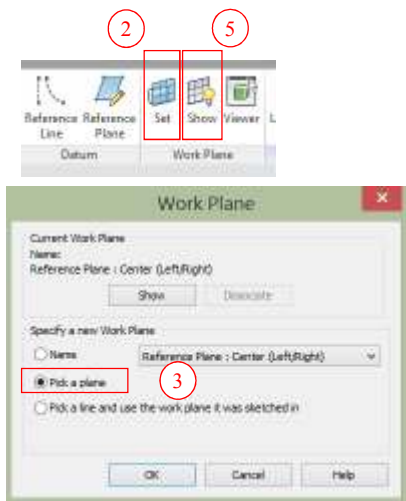 2 5
Reference Reference Set Show Viewer
Line Plane
Datum Work Plane
Work Plane
Current Work Plane
Name:
Reference Plane : Center (Left/Right)
Show Dissociate
Specify a new Work Plane
Name Reference Plane : Center (Left/Right)
Pick a plane 3
Pick a line and use the work plane it was sketched in
OK Cancel Help